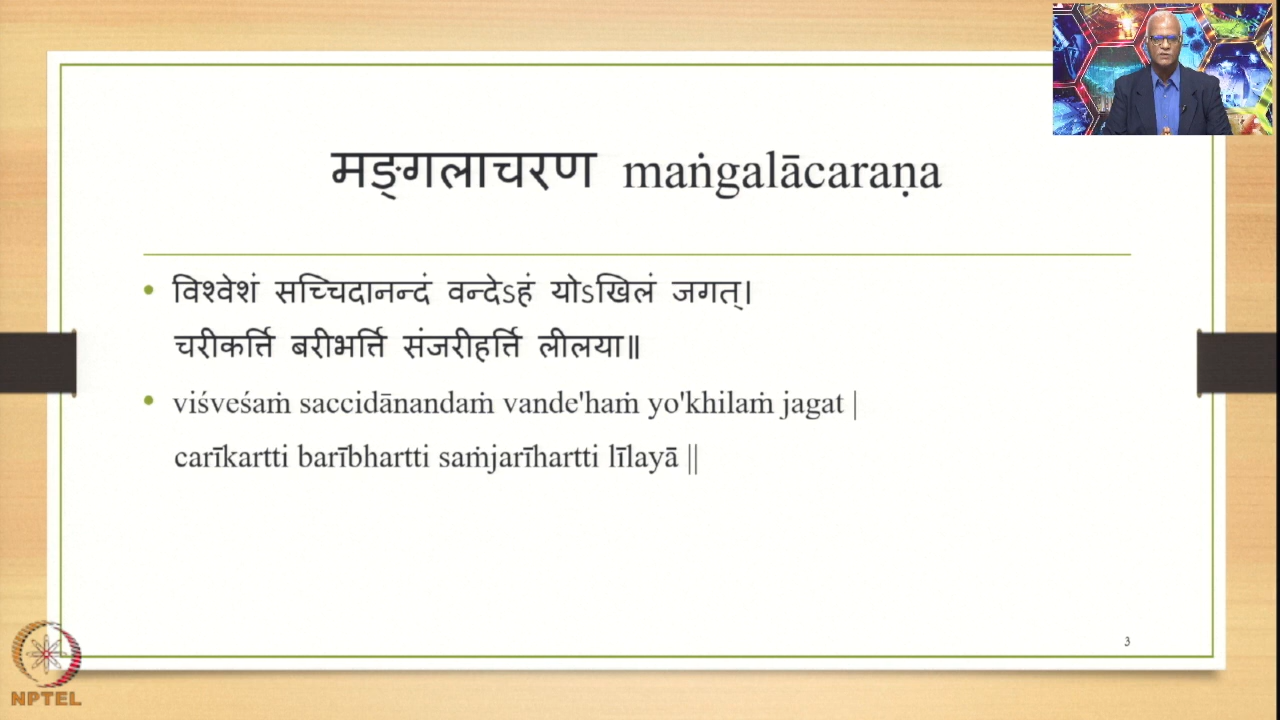 मङ्गलाचरण maṅgalācaraṇa
• विश्वेशं सच्चिदानन्दं वन्देऽहं योऽखिलं जगत्।
चरीकर्त्ति बरीभर्त्ति संजरीहर्त्ति लीलया॥
• viśveśaṁ saccidānandaṁ vande'haṁ yo'khilaṁ jagat |
carīkartti barībhartti saṁjarīhartti līlayā ||
3
NPTEL